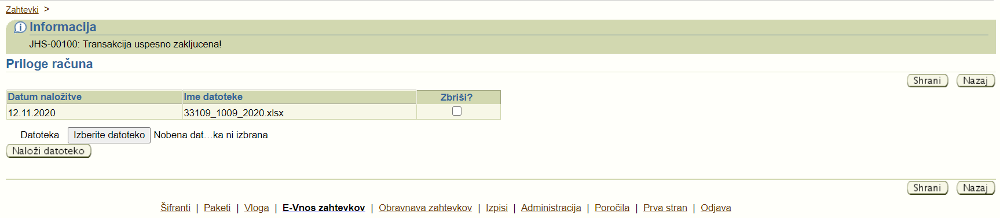 Zahtevki >
Informacija
JHS-00100: Transakcija uspesno zakljucena!
Priloge računa
Shrani Nazaj
Datum naložitve Ime datoteke Zbriši?
12.11.2020 33109_1009_2020.xlsx
Datoteka Izberite datoteko Nobena dat…ka ni izbrana
Naloži datoteko
Shrani Nazaj
Šifranti | Paketi | Vloga | E-Vnos zahtevkov | Obravnava zahtevkov | Izpisi | Administracija | Poročila | Prva stran | Odjava